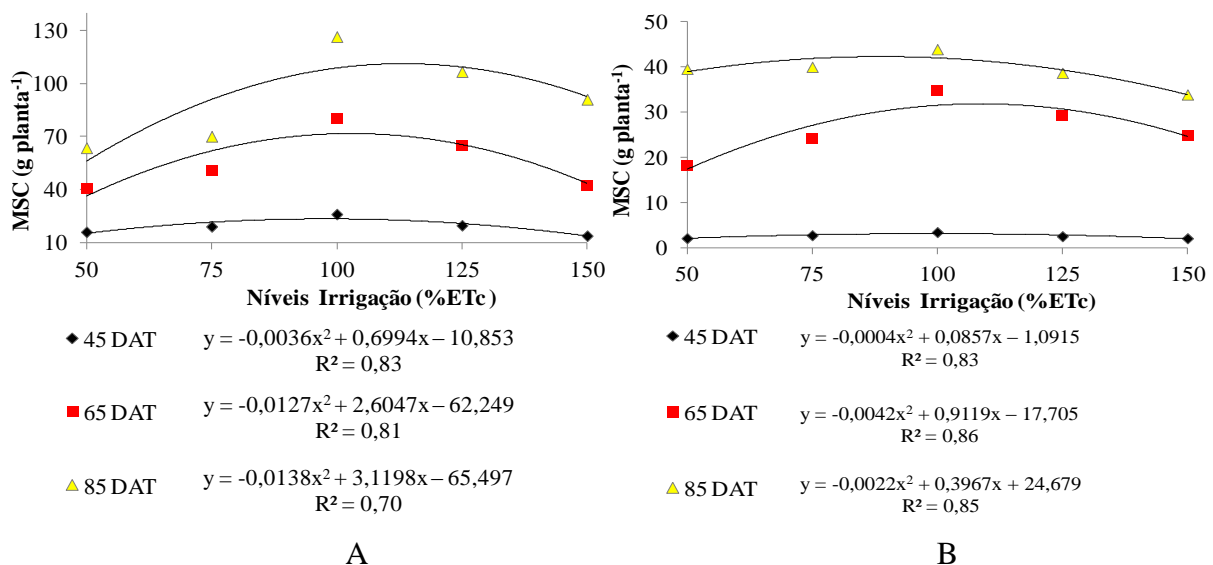 MSC (g planta⁻¹)
130
100
70
40
10
50 75 100 125 150
Níveis Irrigação (%ETc)
45 DAT y = -0,0036x² + 0,6994x – 10,853
R² = 0,83
65 DAT y = -0,0127x² + 2,6047x – 62,249
R² = 0,81
85 DAT y = -0,0138x² + 3,1198x – 65,497
R² = 0,70
A
MSC (g planta⁻¹)
50
40
30
20
10
0
50 75 100 125 150
Níveis Irrigação (%ETc)
45 DAT y = -0,0004x² + 0,0857x – 1,0915
R² = 0,83
65 DAT y = -0,0042x² + 0,9119x – 17,705
R² = 0,86
85 DAT y = -0,0022x² + 0,3967x + 24,679
R² = 0,85
B